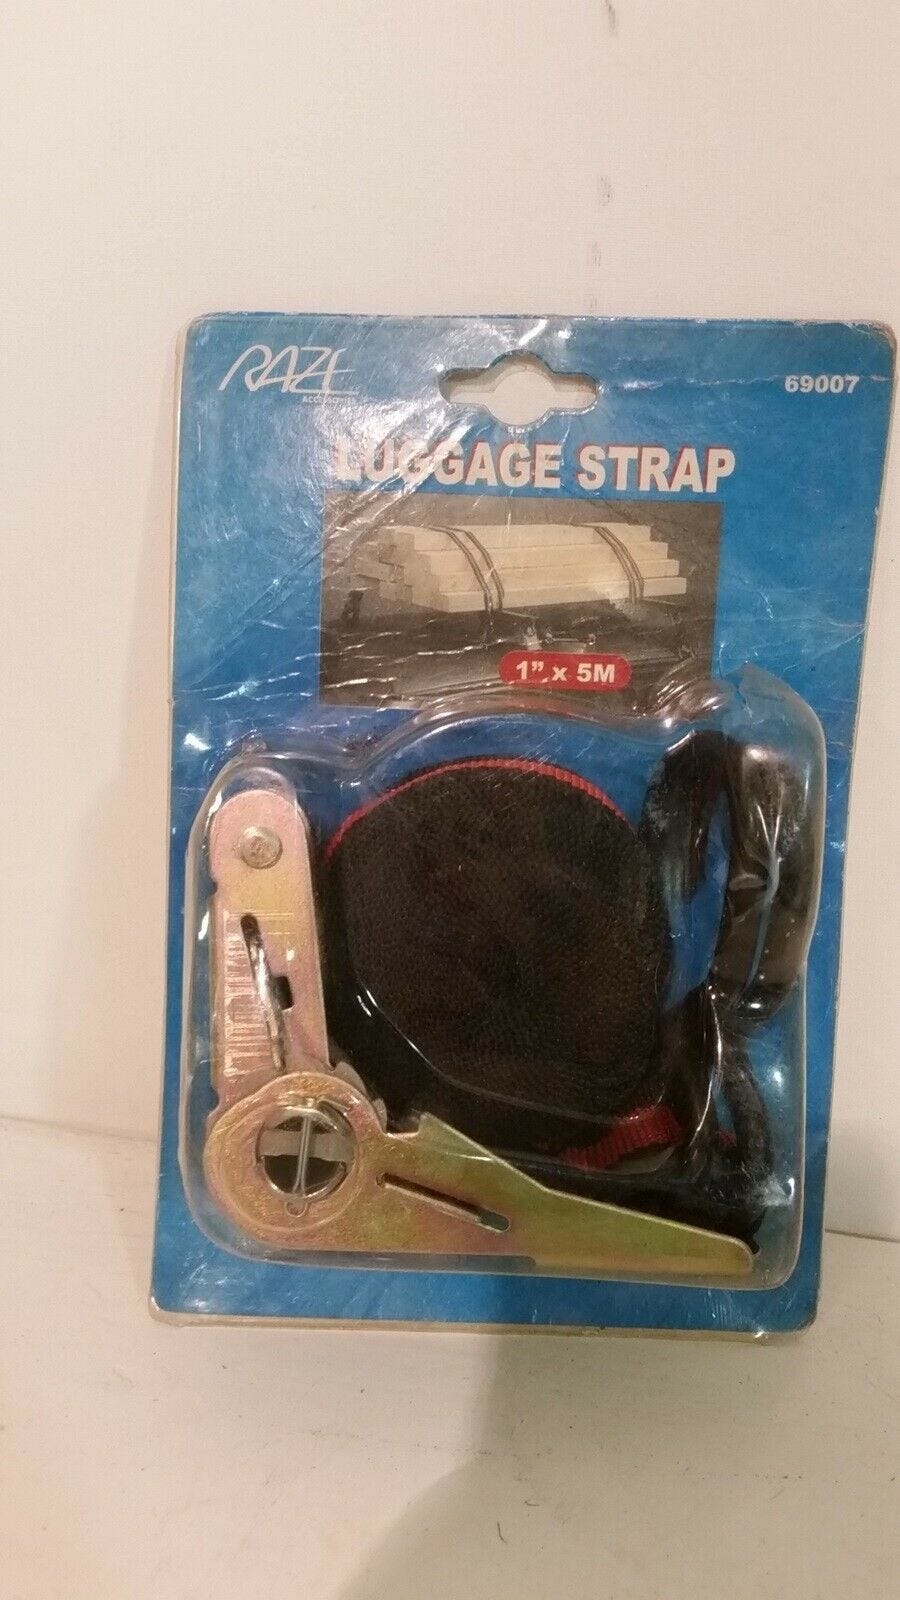 RAZE
ACCESSORIES
69007
LUGGAGE STRAP
1" x 5M